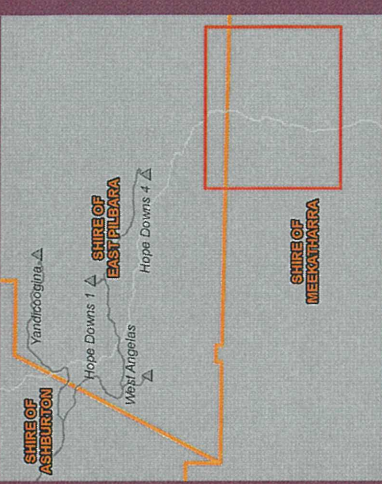 SHIRE OF
ASHBURTON
Yandicoogina
Hope Downs 1
West Angelas
SHIRE OF
EAST PILBARA
Hope Downs 4
SHIRE OF
MEEKATHARRA